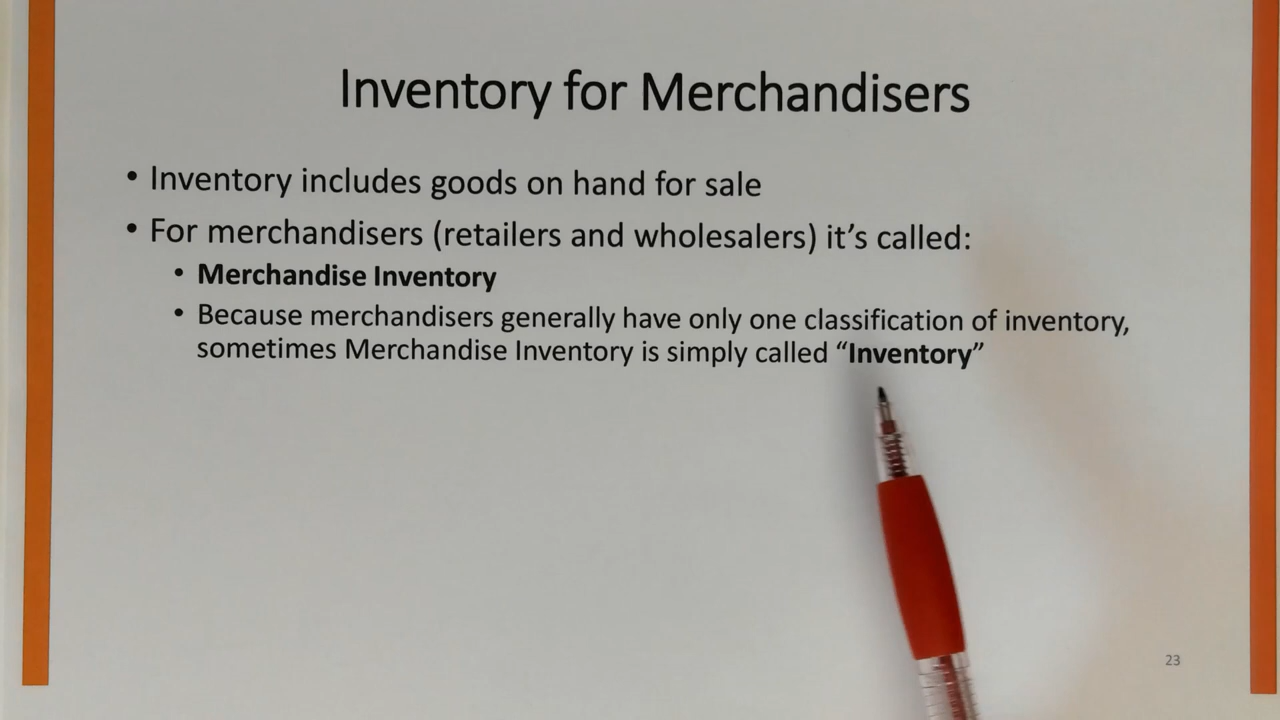 Inventory for Merchandisers
• Inventory includes goods on hand for sale
• For merchandisers (retailers and wholesalers) it’s called:
• Merchandise Inventory
• Because merchandisers generally have only one classification of inventory,
sometimes Merchandise Inventory is simply called “Inventory”
23